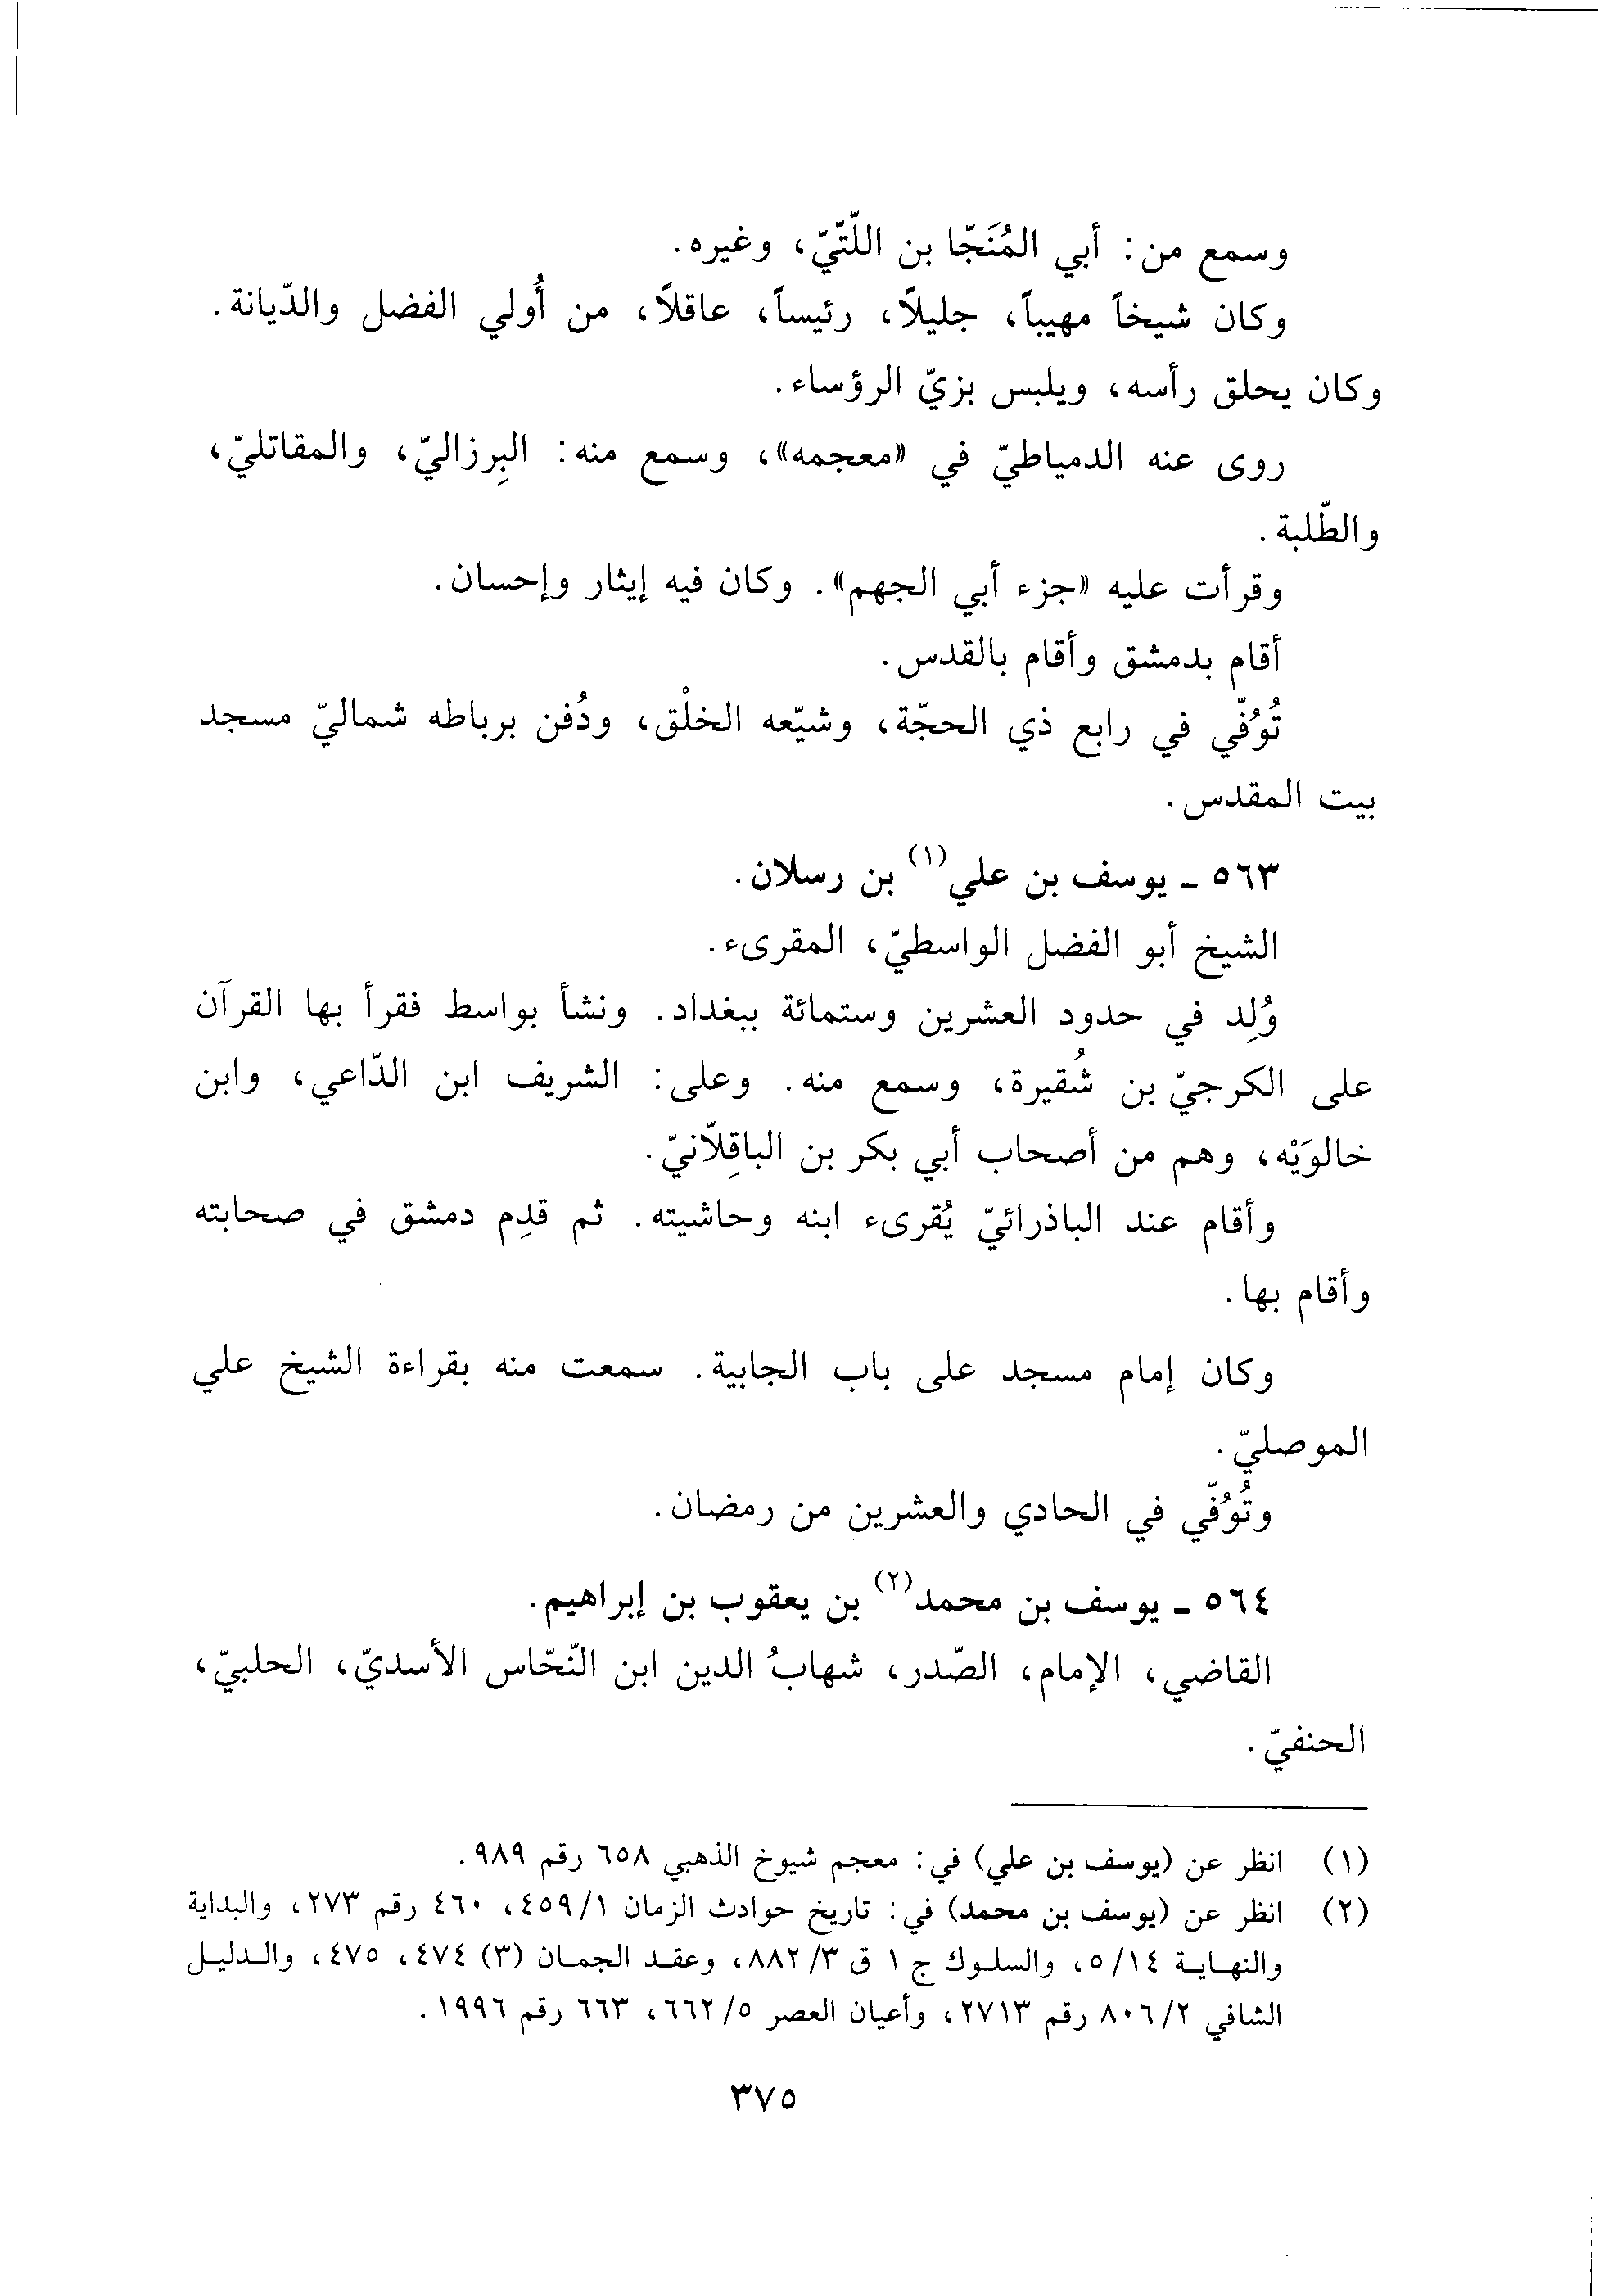 وسمع من: أبي المُنَجّا بن اللّتّيّ، وغيره.
وكان شيخاً مهيباً، جليلاً، رئيساً، عاقلاً، من أُولي الفضل والدّيانة.
وكان يحلق رأسه، ويلبس بزيّ الرؤساء.
روى عنه الدمياطيّ في «معجمه»، وسمع منه: البِرزاليّ، والمقاتليّ،
والطّلبة.
وقرأت عليه «جزء أبي الجهم». وكان فيه إيثار وإحسان.
أقام بدمشق وأقام بالقدس.
تُوُفّي في رابع ذي الحجّة، وشيّعه الخلْق، ودُفن برباطه شماليّ مسجد
بيت المقدس.
٥٦٣ ـ يوسف بن علي(١) بن رسلان.
الشيخ أبو الفضل الواسطيّ، المقرىء.
وُلِد في حدود العشرين وستمائة ببغداد. ونشأ بواسط فقرأ بها القرآن
على الكرجيّ بن شُقيرة، وسمع منه. وعلى: الشريف ابن الدّاعي، وابن
خالوَيْه، وهم من أصحاب أبي بكر بن الباقِلاّنيّ.
وأقام عند الباذرائيّ يُقرىء ابنه وحاشيته. ثم قدِم دمشق في صحابته
وأقام بها.
وكان إمام مسجد على باب الجابية. سمعت منه بقراءة الشيخ علي
الموصليّ.
وتُوُفّي في الحادي والعشرين من رمضان.
٥٦٤ ـ يوسف بن محمد(٢) بن يعقوب بن إبراهيم.
القاضي، الإمام، الصّدر، شهابُ الدين ابن النّحّاس الأسديّ، الحلبيّ،
الحنفيّ.
(١) انظر عن (يوسف بن علي) في: معجم شيوخ الذهبي ٦٥٨ رقم ٩٨٩.
(٢) انظر عن (يوسف بن محمد) في: تاريخ حوادث الزمان ١/ ٤٥٩، ٤٦٠ رقم ٢٧٣، والبداية
والنهاية ١٤/ ٥، والسلوك ج ١ ق ٣/ ٨٨٢، وعقد الجمان (٣) ٤٧٤، ٤٧٥، والدليل
الشافي ٢/ ٨٠٦ رقم ٢٧١٣، وأعيان العصر ٥/ ٦٦٢، ٦٦٣ رقم ١٩٩٦.
٣٧٥